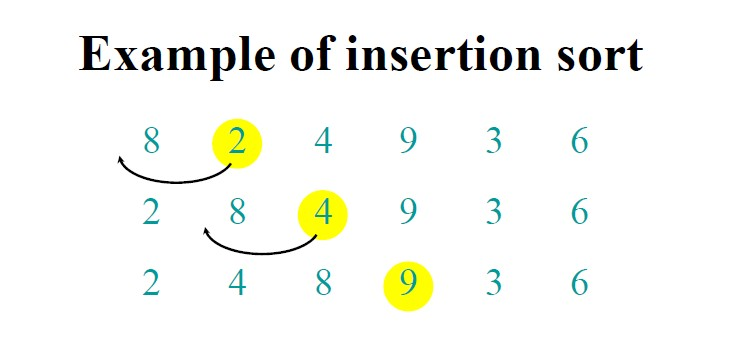 Example of insertion sort
8 2 4 9 3 6
2 8 4 9 3 6
2 4 8 9 3 6